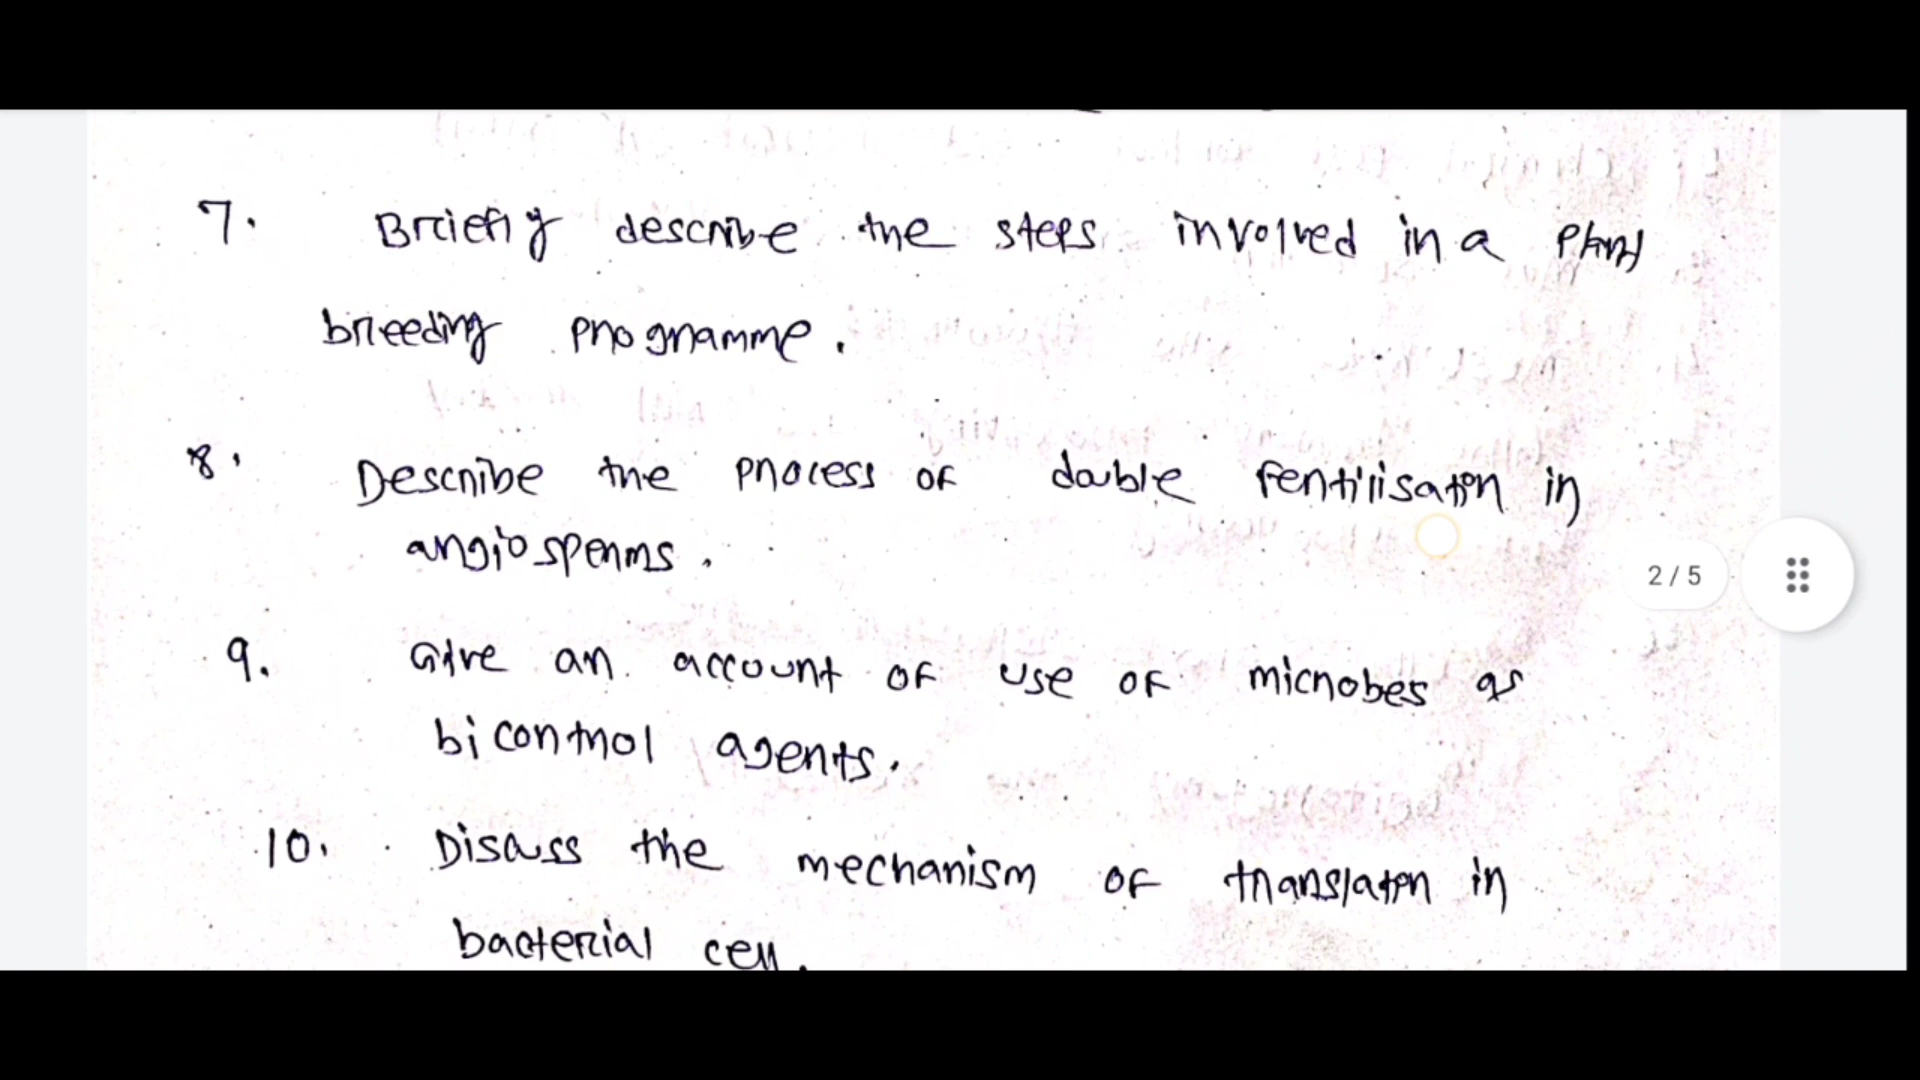 7. Briefly describe the steps involved in a plant
breeding programme.
8. Describe the process of double fertilisation in
angiosperms.
2 / 5
9. Give an account of use of microbes as
bicontrol agents.
10. Discuss the mechanism of translation in
bacterial cell.